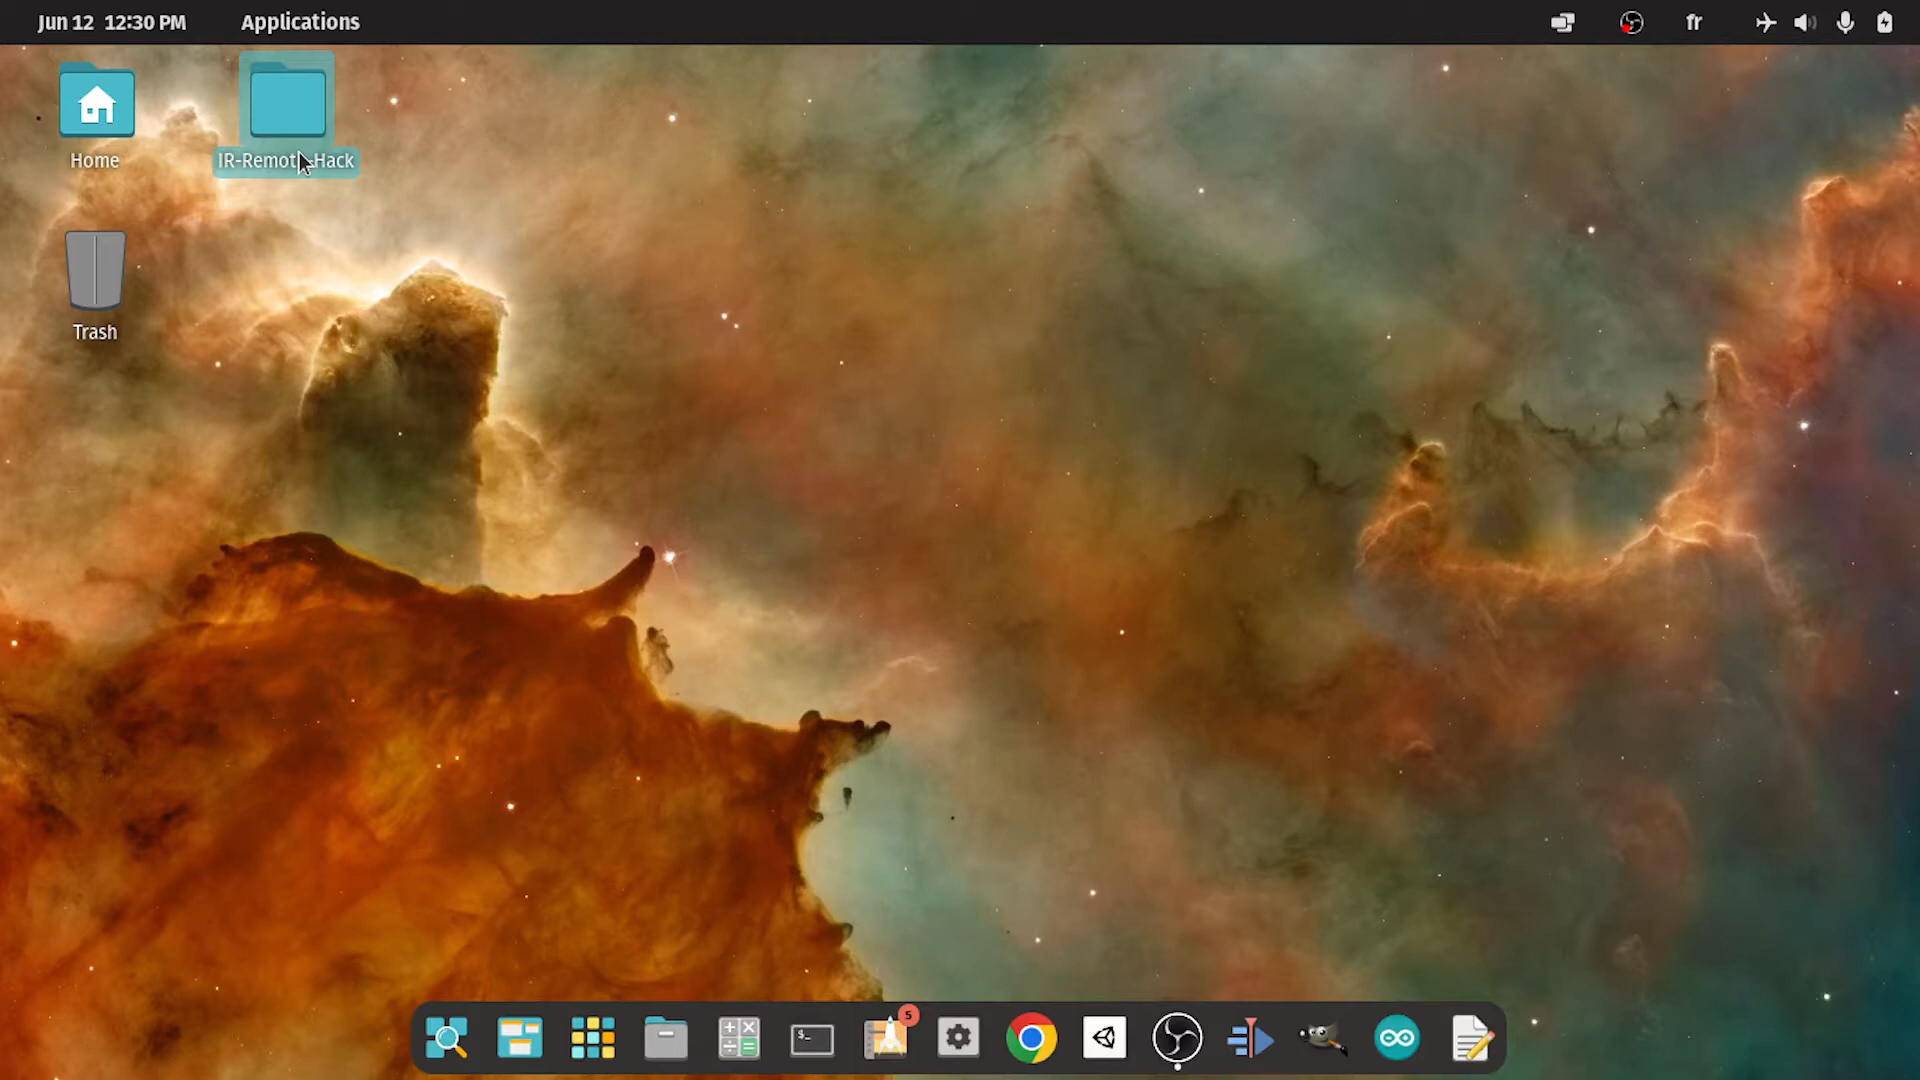 Jun 12 12:30 PM
Applications
fr
Home
IR-Remote-Hack
Trash
$_
5